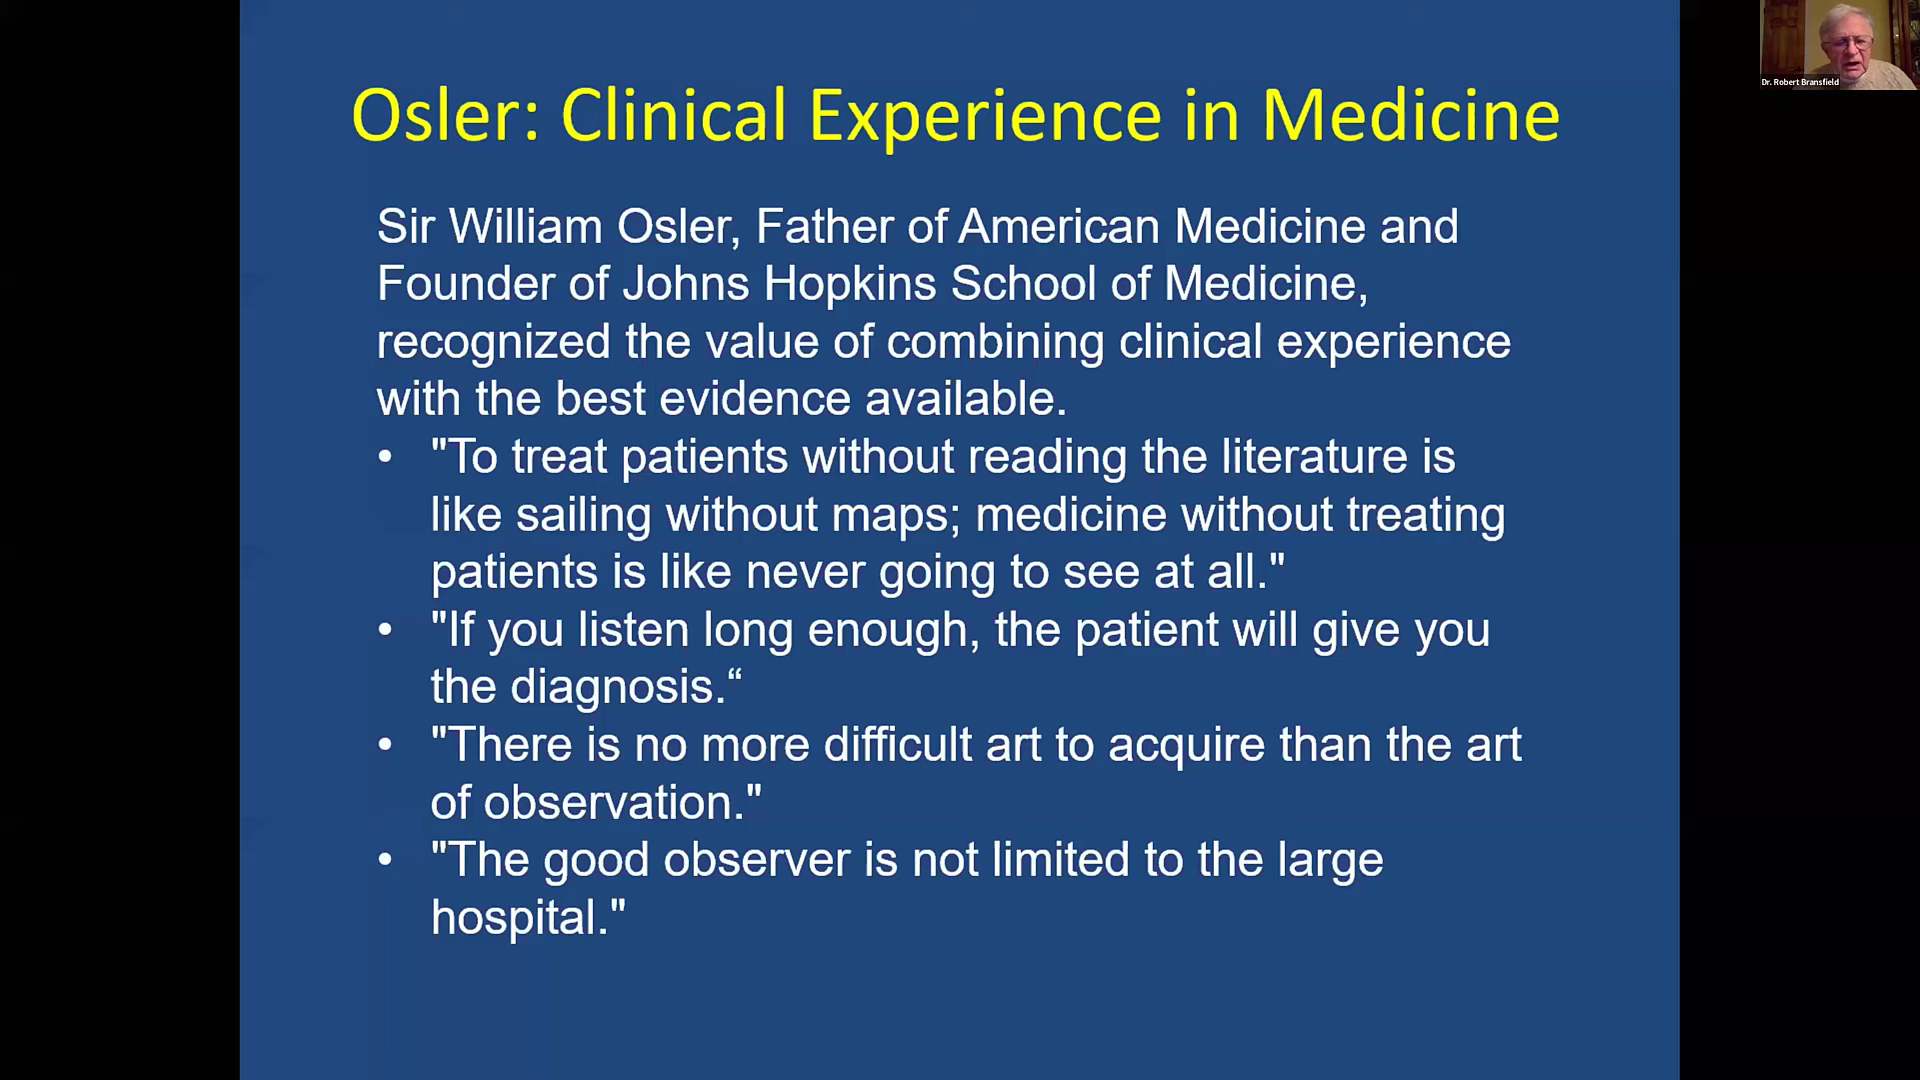 Osler: Clinical Experience in Medicine
Dr. Robert Bransfield
Sir William Osler, Father of American Medicine and
Founder of Johns Hopkins School of Medicine,
recognized the value of combining clinical experience
with the best evidence available.
• "To treat patients without reading the literature is
like sailing without maps; medicine without treating
patients is like never going to see at all."
• "If you listen long enough, the patient will give you
the diagnosis.“
• "There is no more difficult art to acquire than the art
of observation."
• "The good observer is not limited to the large
hospital."